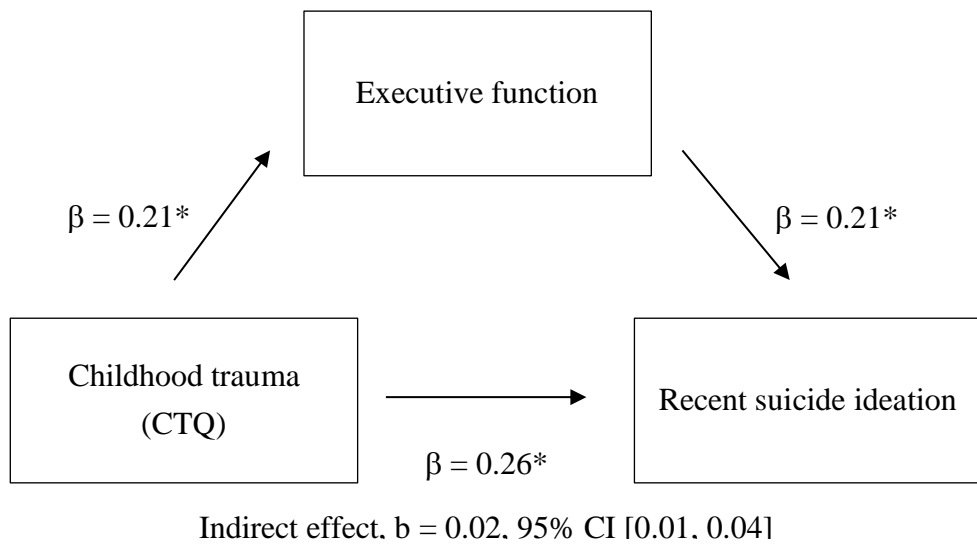 Executive function
β = 0.21*
β = 0.21*
Childhood trauma
(CTQ)
Recent suicide ideation
β = 0.26*
Indirect effect, b = 0.02, 95% CI [0.01, 0.04]